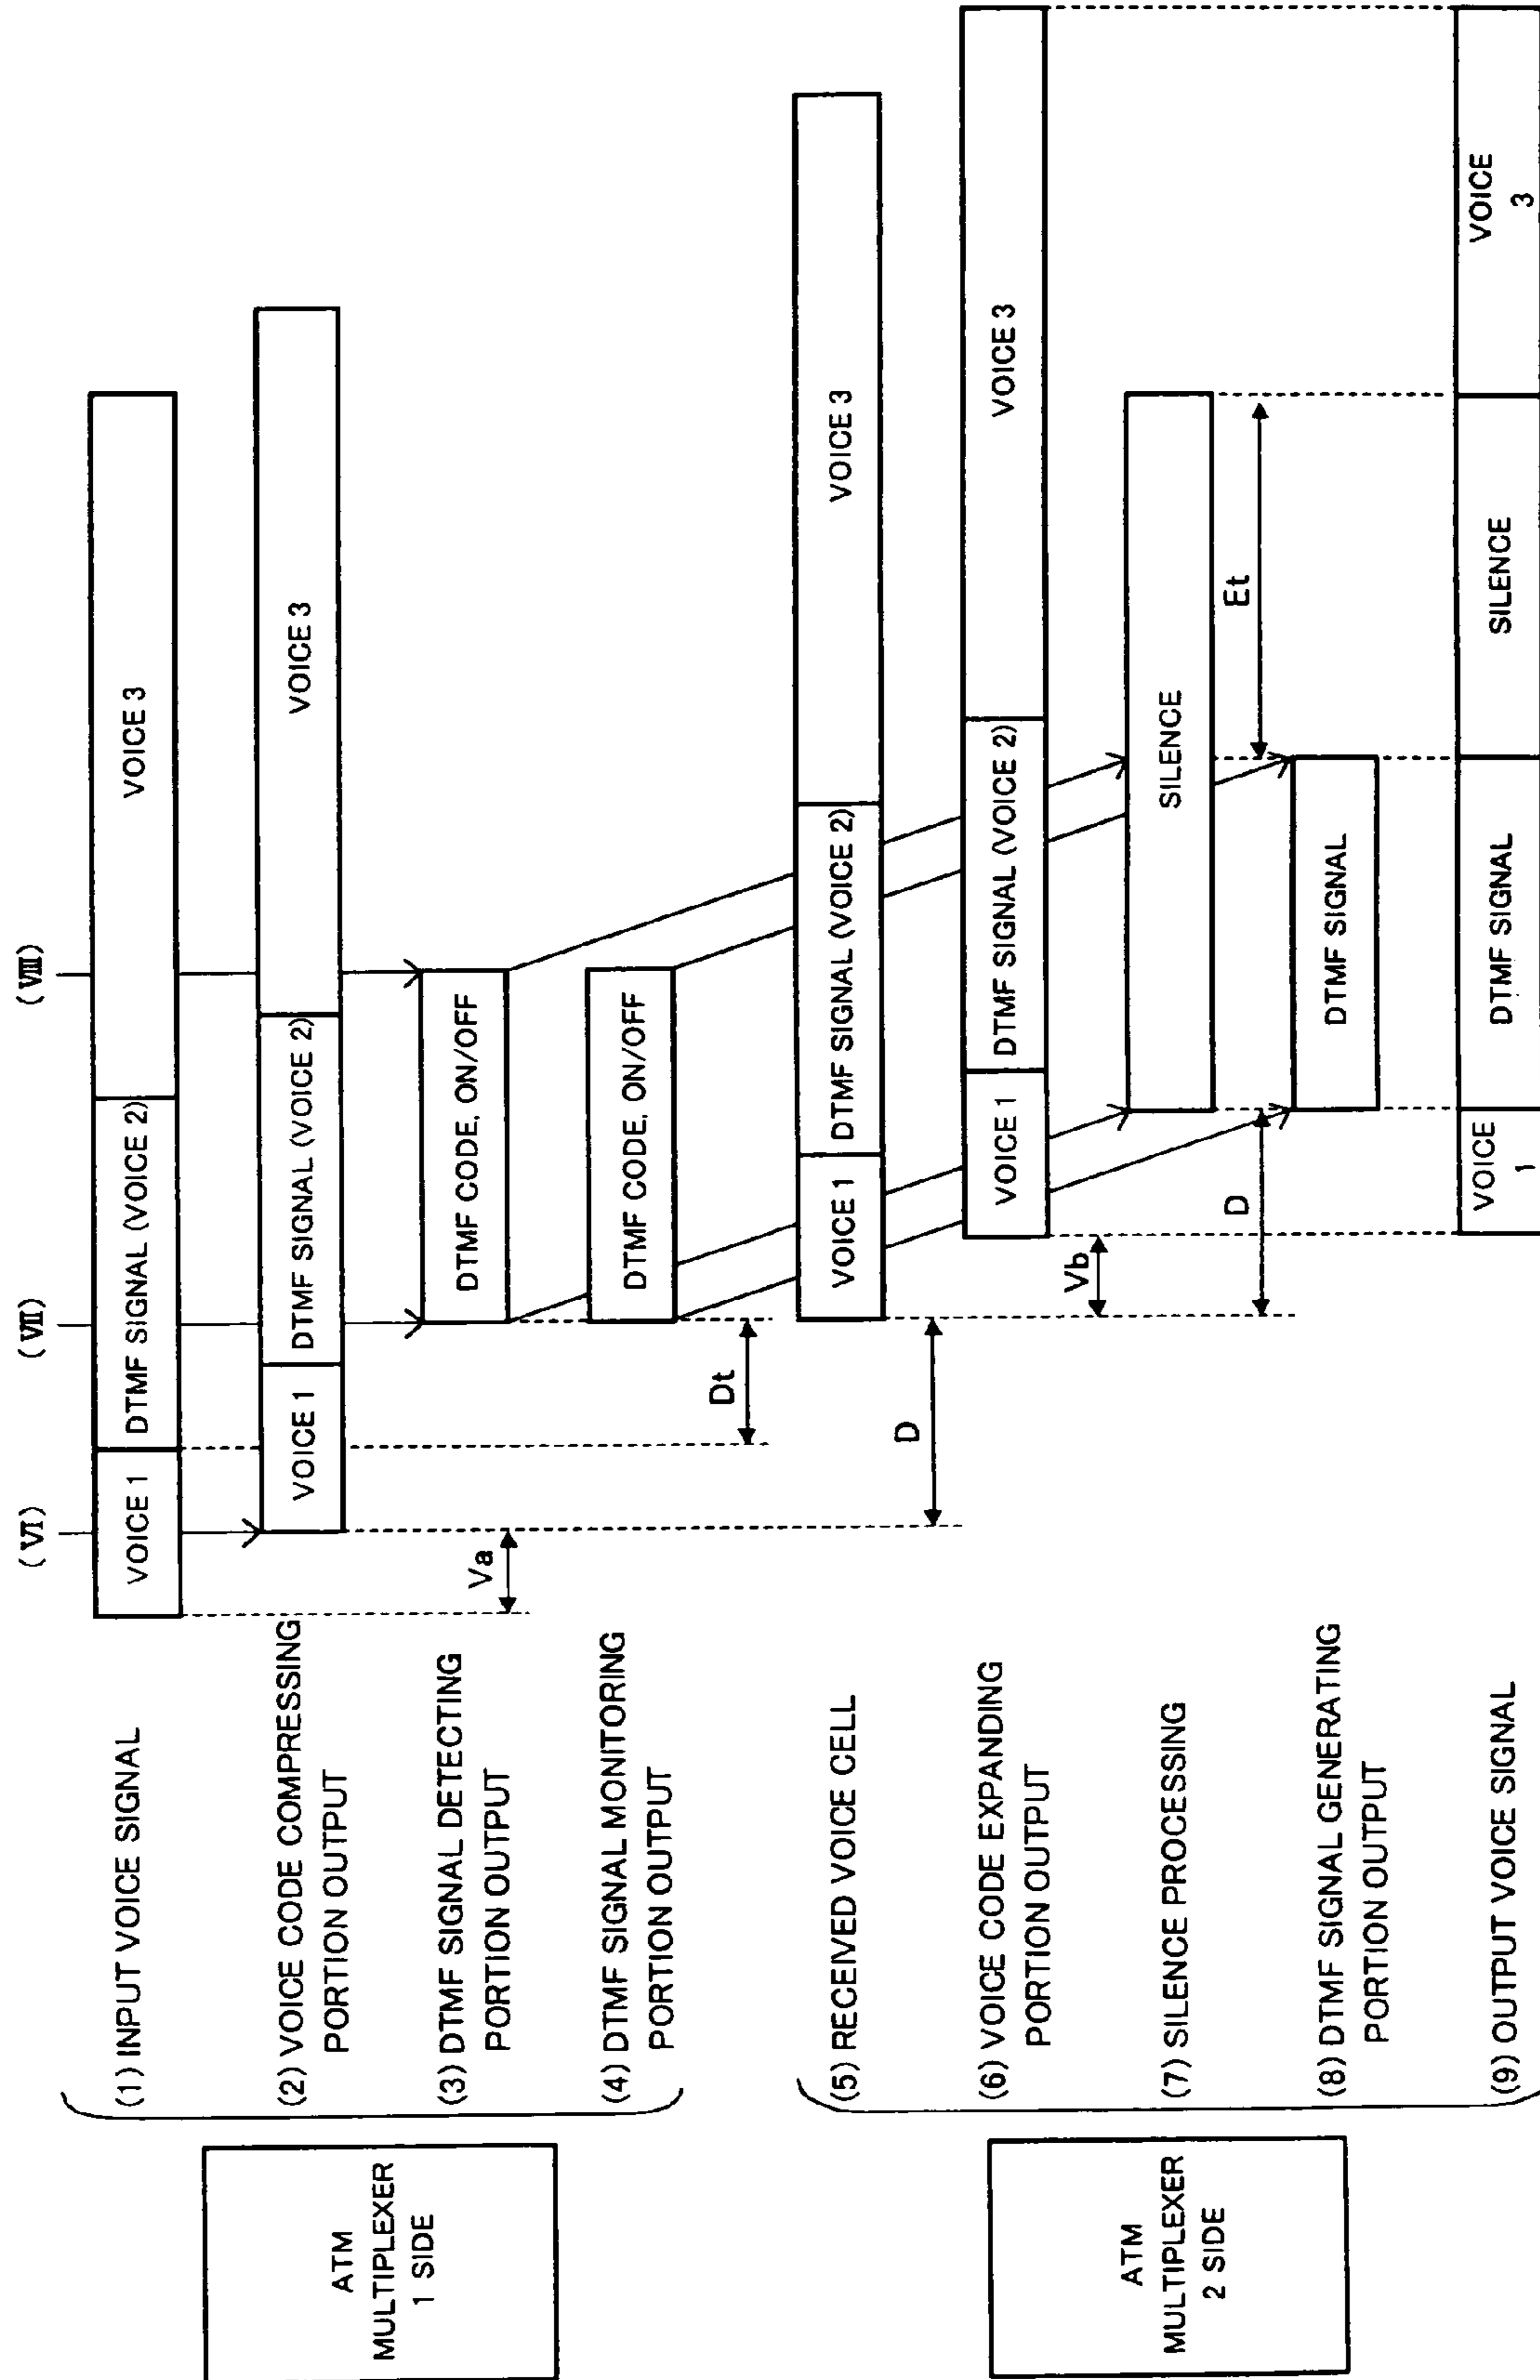 (VI)
(VII)
(VIII)
ATM
MULTIPLEXER
1 SIDE
(1) INPUT VOICE SIGNAL
VOICE 1
DTMF SIGNAL (VOICE 2)
VOICE 3
(2) VOICE CODE COMPRESSING
PORTION OUTPUT
VOICE 1
DTMF SIGNAL (VOICE 2)
VOICE 3
(3) DTMF SIGNAL DETECTING
PORTION OUTPUT
Va
DTMF CODE, ON/OFF
(4) DTMF SIGNAL MONITORING
PORTION OUTPUT
DTMF CODE, ON/OFF
Dt
ATM
MULTIPLEXER
2 SIDE
(5) RECEIVED VOICE CELL
VOICE 1
DTMF SIGNAL (VOICE 2)
VOICE 3
D
(6) VOICE CODE EXPANDING
PORTION OUTPUT
VOICE 1
DTMF SIGNAL (VOICE 2)
VOICE 3
Vb
(7) SILENCE PROCESSING
SILENCE
D
Et
(8) DTMF SIGNAL GENERATING
PORTION OUTPUT
DTMF SIGNAL
(9) OUTPUT VOICE SIGNAL
VOICE
1
DTMF SIGNAL
SILENCE
VOICE
3